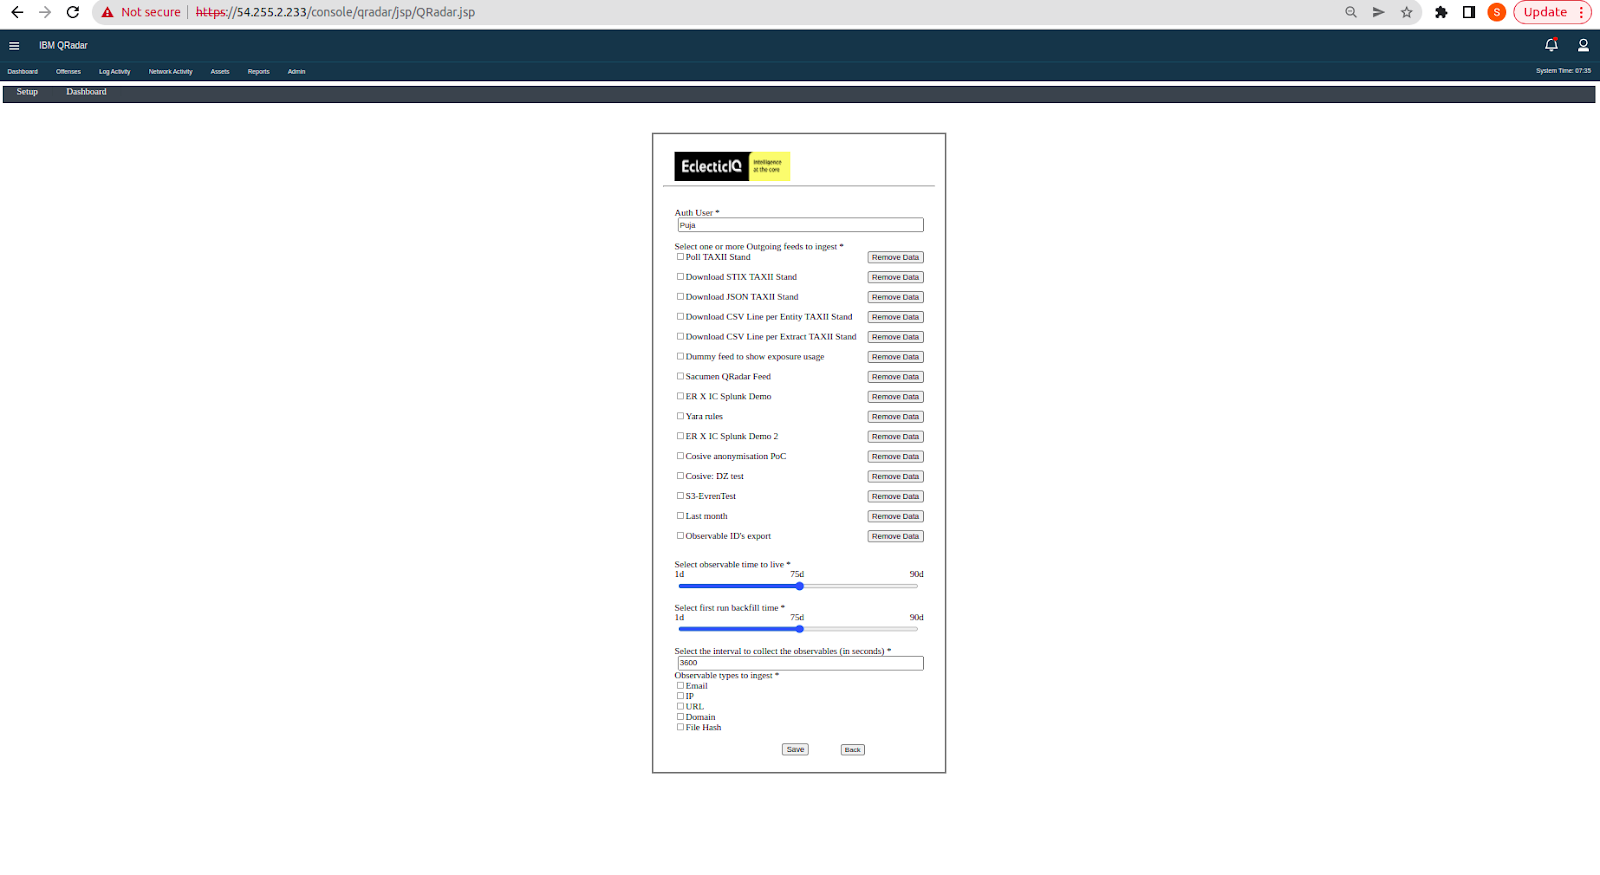 Not secure https://54.255.2.233/console/qradar/jsp/QRadar.jsp S Update
IBM QRadar
Dashboard Offenses Log Activity Network Activity Assets Reports Admin System Time: 07:35
Setup Dashboard
EclecticIQ Intelligence
at the core
Auth User *
Puja
Select one or more Outgoing feeds to ingest *
Poll TAXII Stand Remove Data
Download STIX TAXII Stand Remove Data
Download JSON TAXII Stand Remove Data
Download CSV Line per Entity TAXII Stand Remove Data
Download CSV Line per Extract TAXII Stand Remove Data
Dummy feed to show exposure usage Remove Data
Sacumen QRadar Feed Remove Data
ER X IC Splunk Demo Remove Data
Yara rules Remove Data
ER X IC Splunk Demo 2 Remove Data
Cosive anonymisation PoC Remove Data
Cosive: DZ test Remove Data
S3-EvrenTest Remove Data
Last month Remove Data
Observable ID's export Remove Data
Select observable time to live *
1d 75d 90d
Select first run backfill time *
1d 75d 90d
Select the interval to collect the observables (in seconds) *
3600
Observable types to ingest *
Email
IP
URL
Domain
File Hash
Save Back